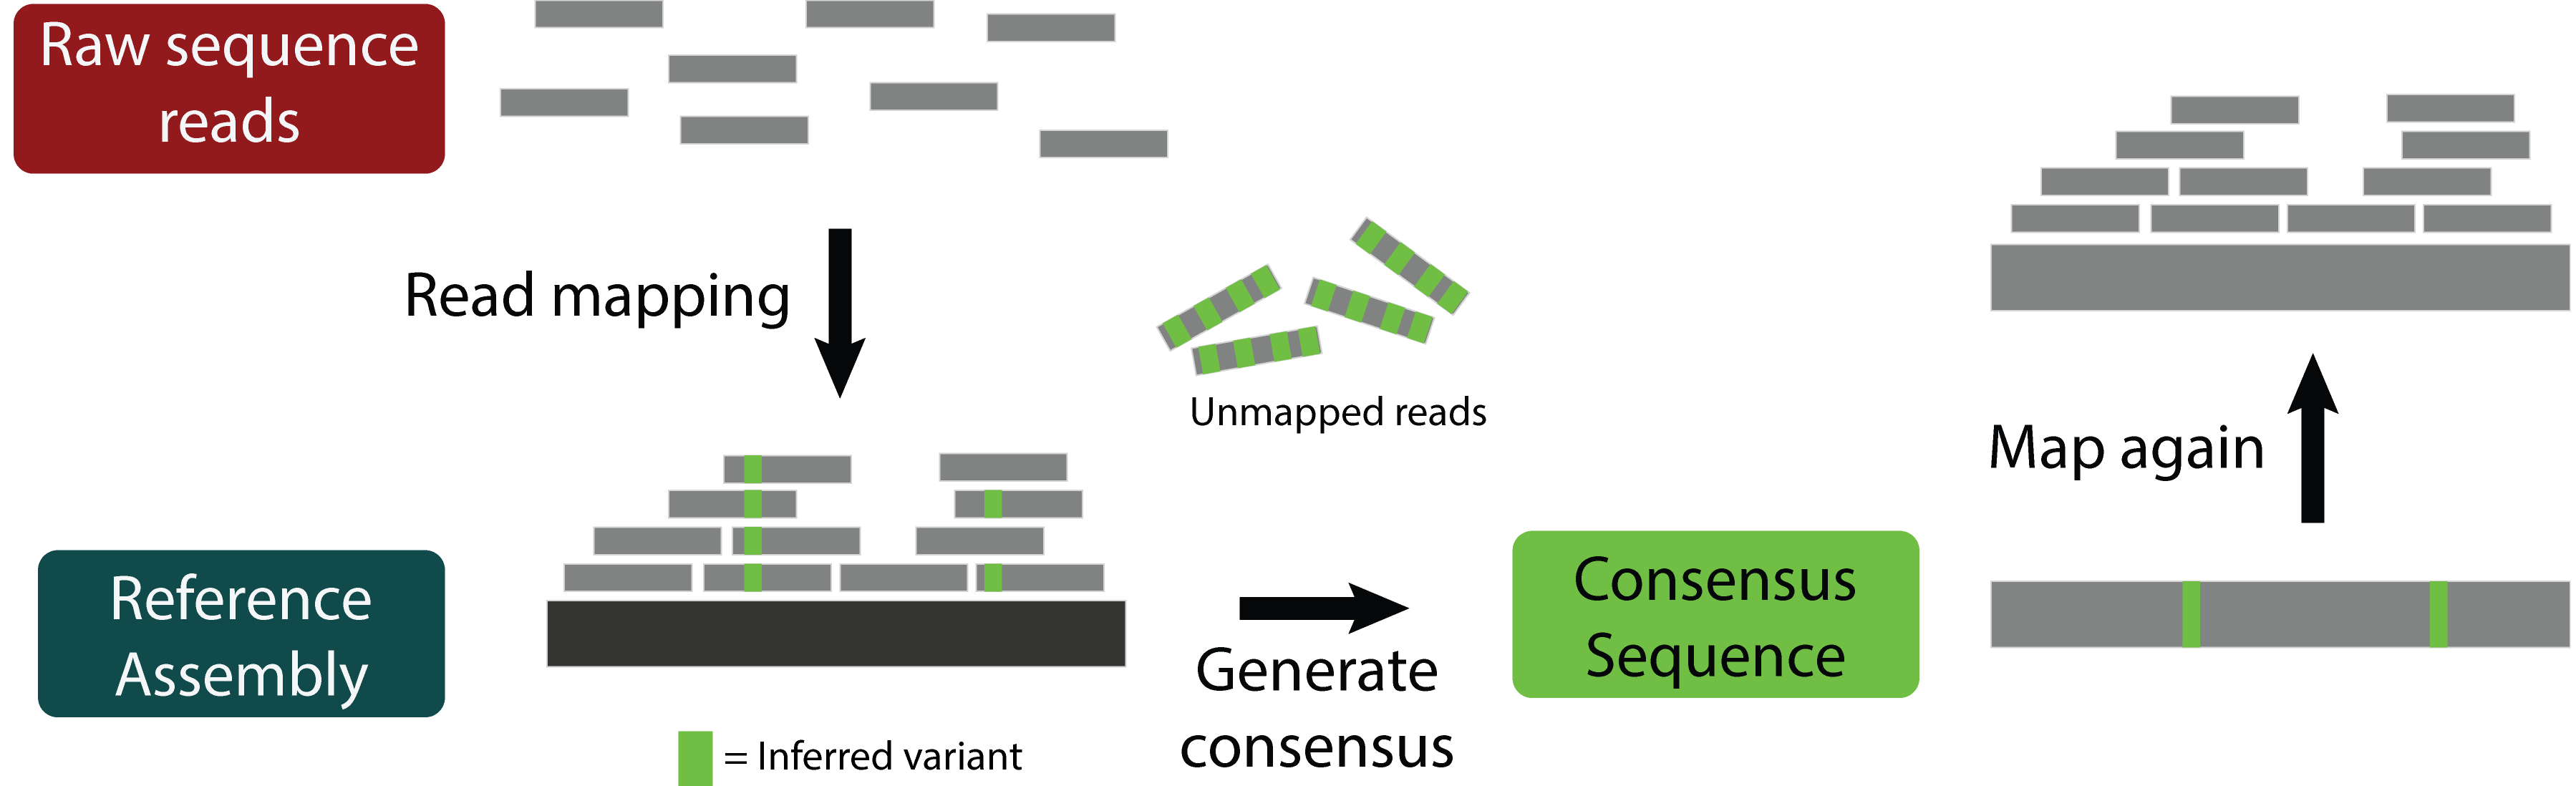 Raw sequence
reads
Read mapping
Unmapped reads
Map again
Reference
Assembly
Generate
consensus
Consensus
Sequence
= Inferred variant